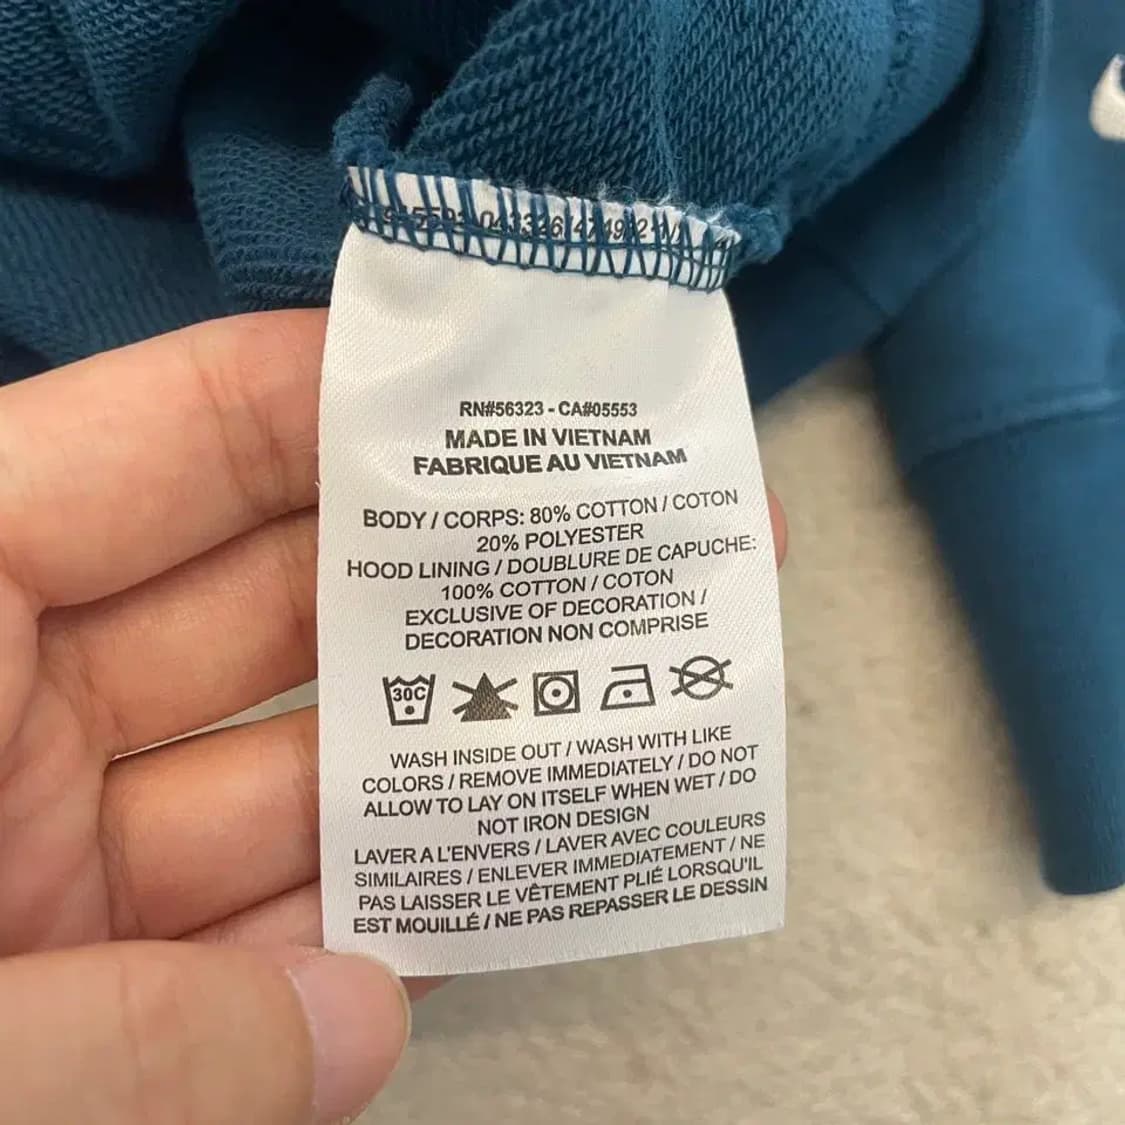 RN#56323 - CA#05553
MADE IN VIETNAM
FABRIQUE AU VIETNAM
BODY / CORPS: 80% COTTON / COTON
20% POLYESTER
HOOD LINING / DOUBLURE DE CAPUCHE:
100% COTTON / COTON
EXCLUSIVE OF DECORATION /
DECORATION NON COMPRISE
30C
WASH INSIDE OUT / WASH WITH LIKE
COLORS / REMOVE IMMEDIATELY / DO NOT
ALLOW TO LAY ON ITSELF WHEN WET / DO
NOT IRON DESIGN
LAVER A L'ENVERS / LAVER AVEC COULEURS
SIMILAIRES / ENLEVER IMMEDIATEMENT / NE
PAS LAISSER LE VÊTEMENT PLIÉ LORSQU'IL
EST MOUILLÉ / NE PAS REPASSER LE DESSIN